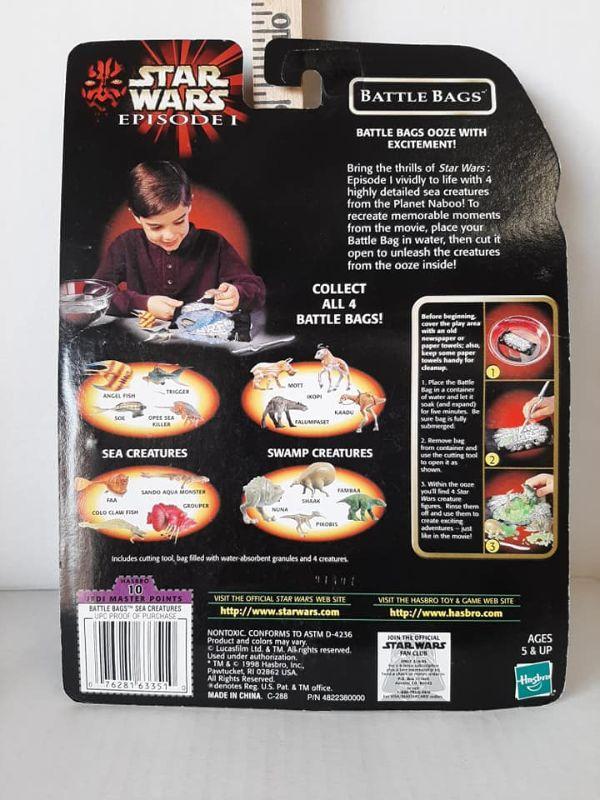 STAR
WARS
EPISODE I
BATTLE BAGS™
BATTLE BAGS OOZE WITH
EXCITEMENT!
Bring the thrills of Star Wars:
Episode I vividly to life with 4
highly detailed sea creatures
from the Planet Naboo! To
recreate memorable moments
from the movie, place your
Battle Bag in water, then cut it
open to unleash the creatures
from the ooze inside!
COLLECT
ALL 4
BATTLE BAGS!
ANGEL FISH
TRIGGER
SOE
OPEE SEA
KILLER
SEA CREATURES
MOTT
IKOPI
KAADU
FALUMPASET
SWAMP CREATURES
FAA
SANDO AQUA MONSTER
COLO CLAW FISH
GROUPER
FAMBAA
SHAAK
NUNA
PIKOBIS
Before beginning,
cover the play area
with an old
newspaper or
paper towels; also,
keep some paper
towels handy for
cleanup.
1. Place the Battle
Bag in a container
of water and let it
soak (and expand)
for five minutes. Be
sure bag is fully
submerged.
2. Remove bag
from container and
use the cutting tool
to open it as
shown.
3. Within the ooze
you'll find 4 Star
Wars creature
figures. Rinse them
off and use them to
create exciting
adventures – just
like in the movie!
1
2
3
Includes cutting tool, bag filled with water-absorbent granules and 4 creatures.
HASBRO
10
JEDI MASTER POINTS
BATTLE BAGS™ SEA CREATURES
UPC PROOF OF PURCHASE
0 76281 63351
VISIT THE OFFICIAL STAR WARS WEB SITE
http://www.starwars.com
VISIT THE HASBRO TOY & GAME WEB SITE
http://www.hasbro.com
NONTOXIC. CONFORMS TO ASTM D-4236
Product and colors may vary.
© Lucasfilm Ltd. & TM. All rights reserved.
Used under authorization.
* TM & © 1998 Hasbro, Inc.,
Pawtucket, RI 02862 USA.
All Rights Reserved.
® denotes Reg. U.S. Pat. & TM office.
MADE IN CHINA. C-288 P/N 4822380000
JOIN THE OFFICIAL
STAR WARS
FAN CLUB
AGES
5 & UP
Hasbro